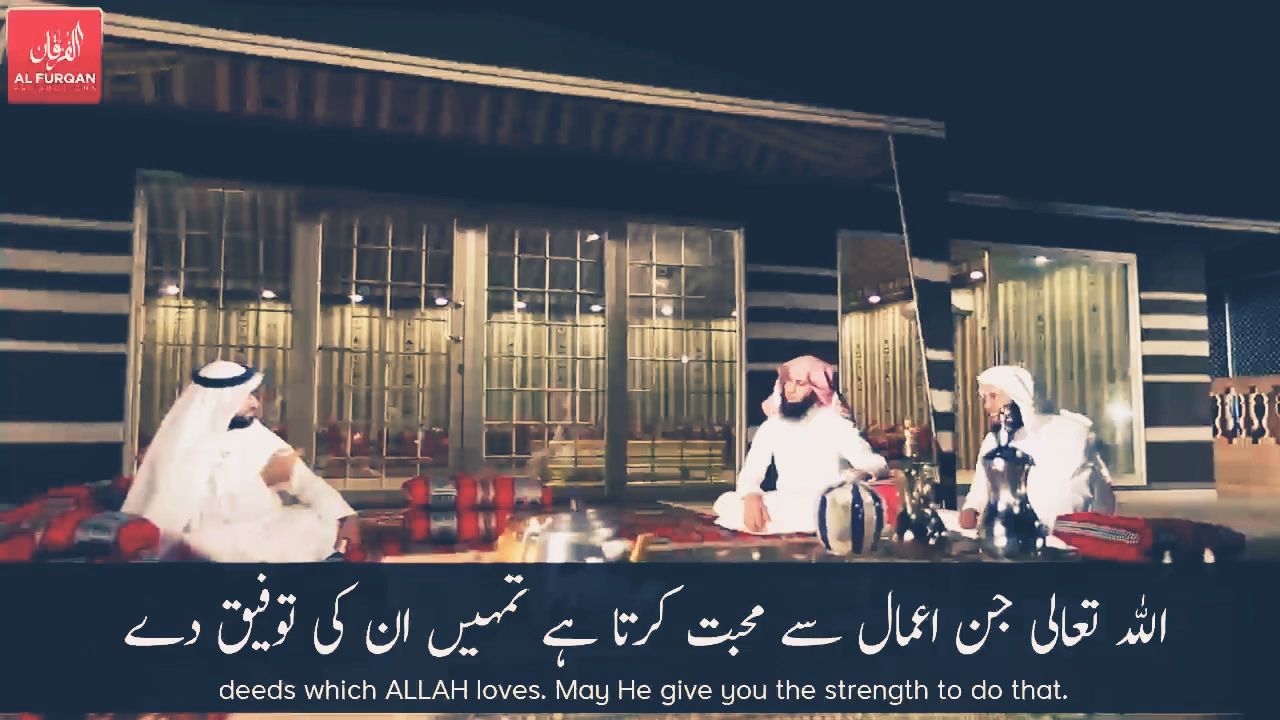 الفرقان
AL FURQAN
PRODUCTIONS
اللہ تعالی جن اعمال سے محبت کرتا ہے تمہیں ان کی توفیق دے
deeds which ALLAH loves. May He give you the strength to do that.